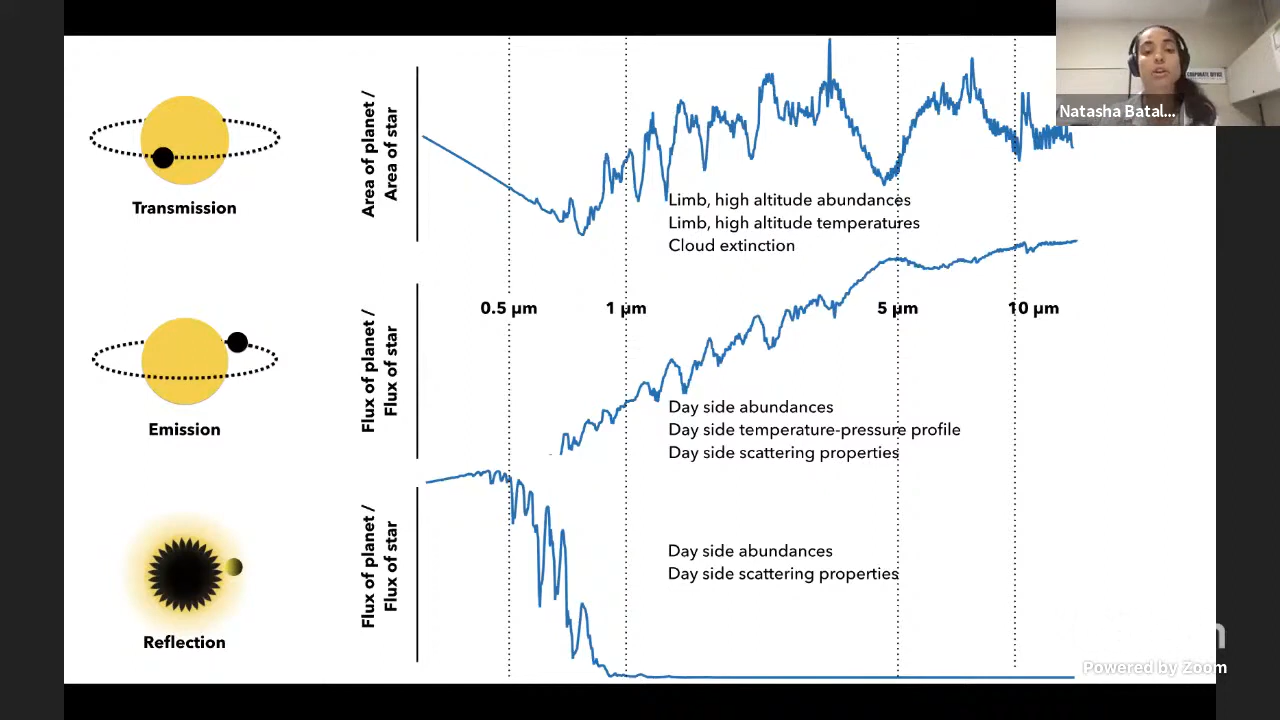 CORPORATE OFFICE
Natasha Batal...
Area of planet /
Area of star
Transmission
Limb, high altitude abundances
Limb, high altitude temperatures
Cloud extinction
0.5 µm
1 µm
5 µm
10 µm
Flux of planet /
Flux of star
Emission
Day side abundances
Day side temperature-pressure profile
Day side scattering properties
Flux of planet /
Flux of star
Reflection
Day side abundances
Day side scattering properties
Powered by Zoom